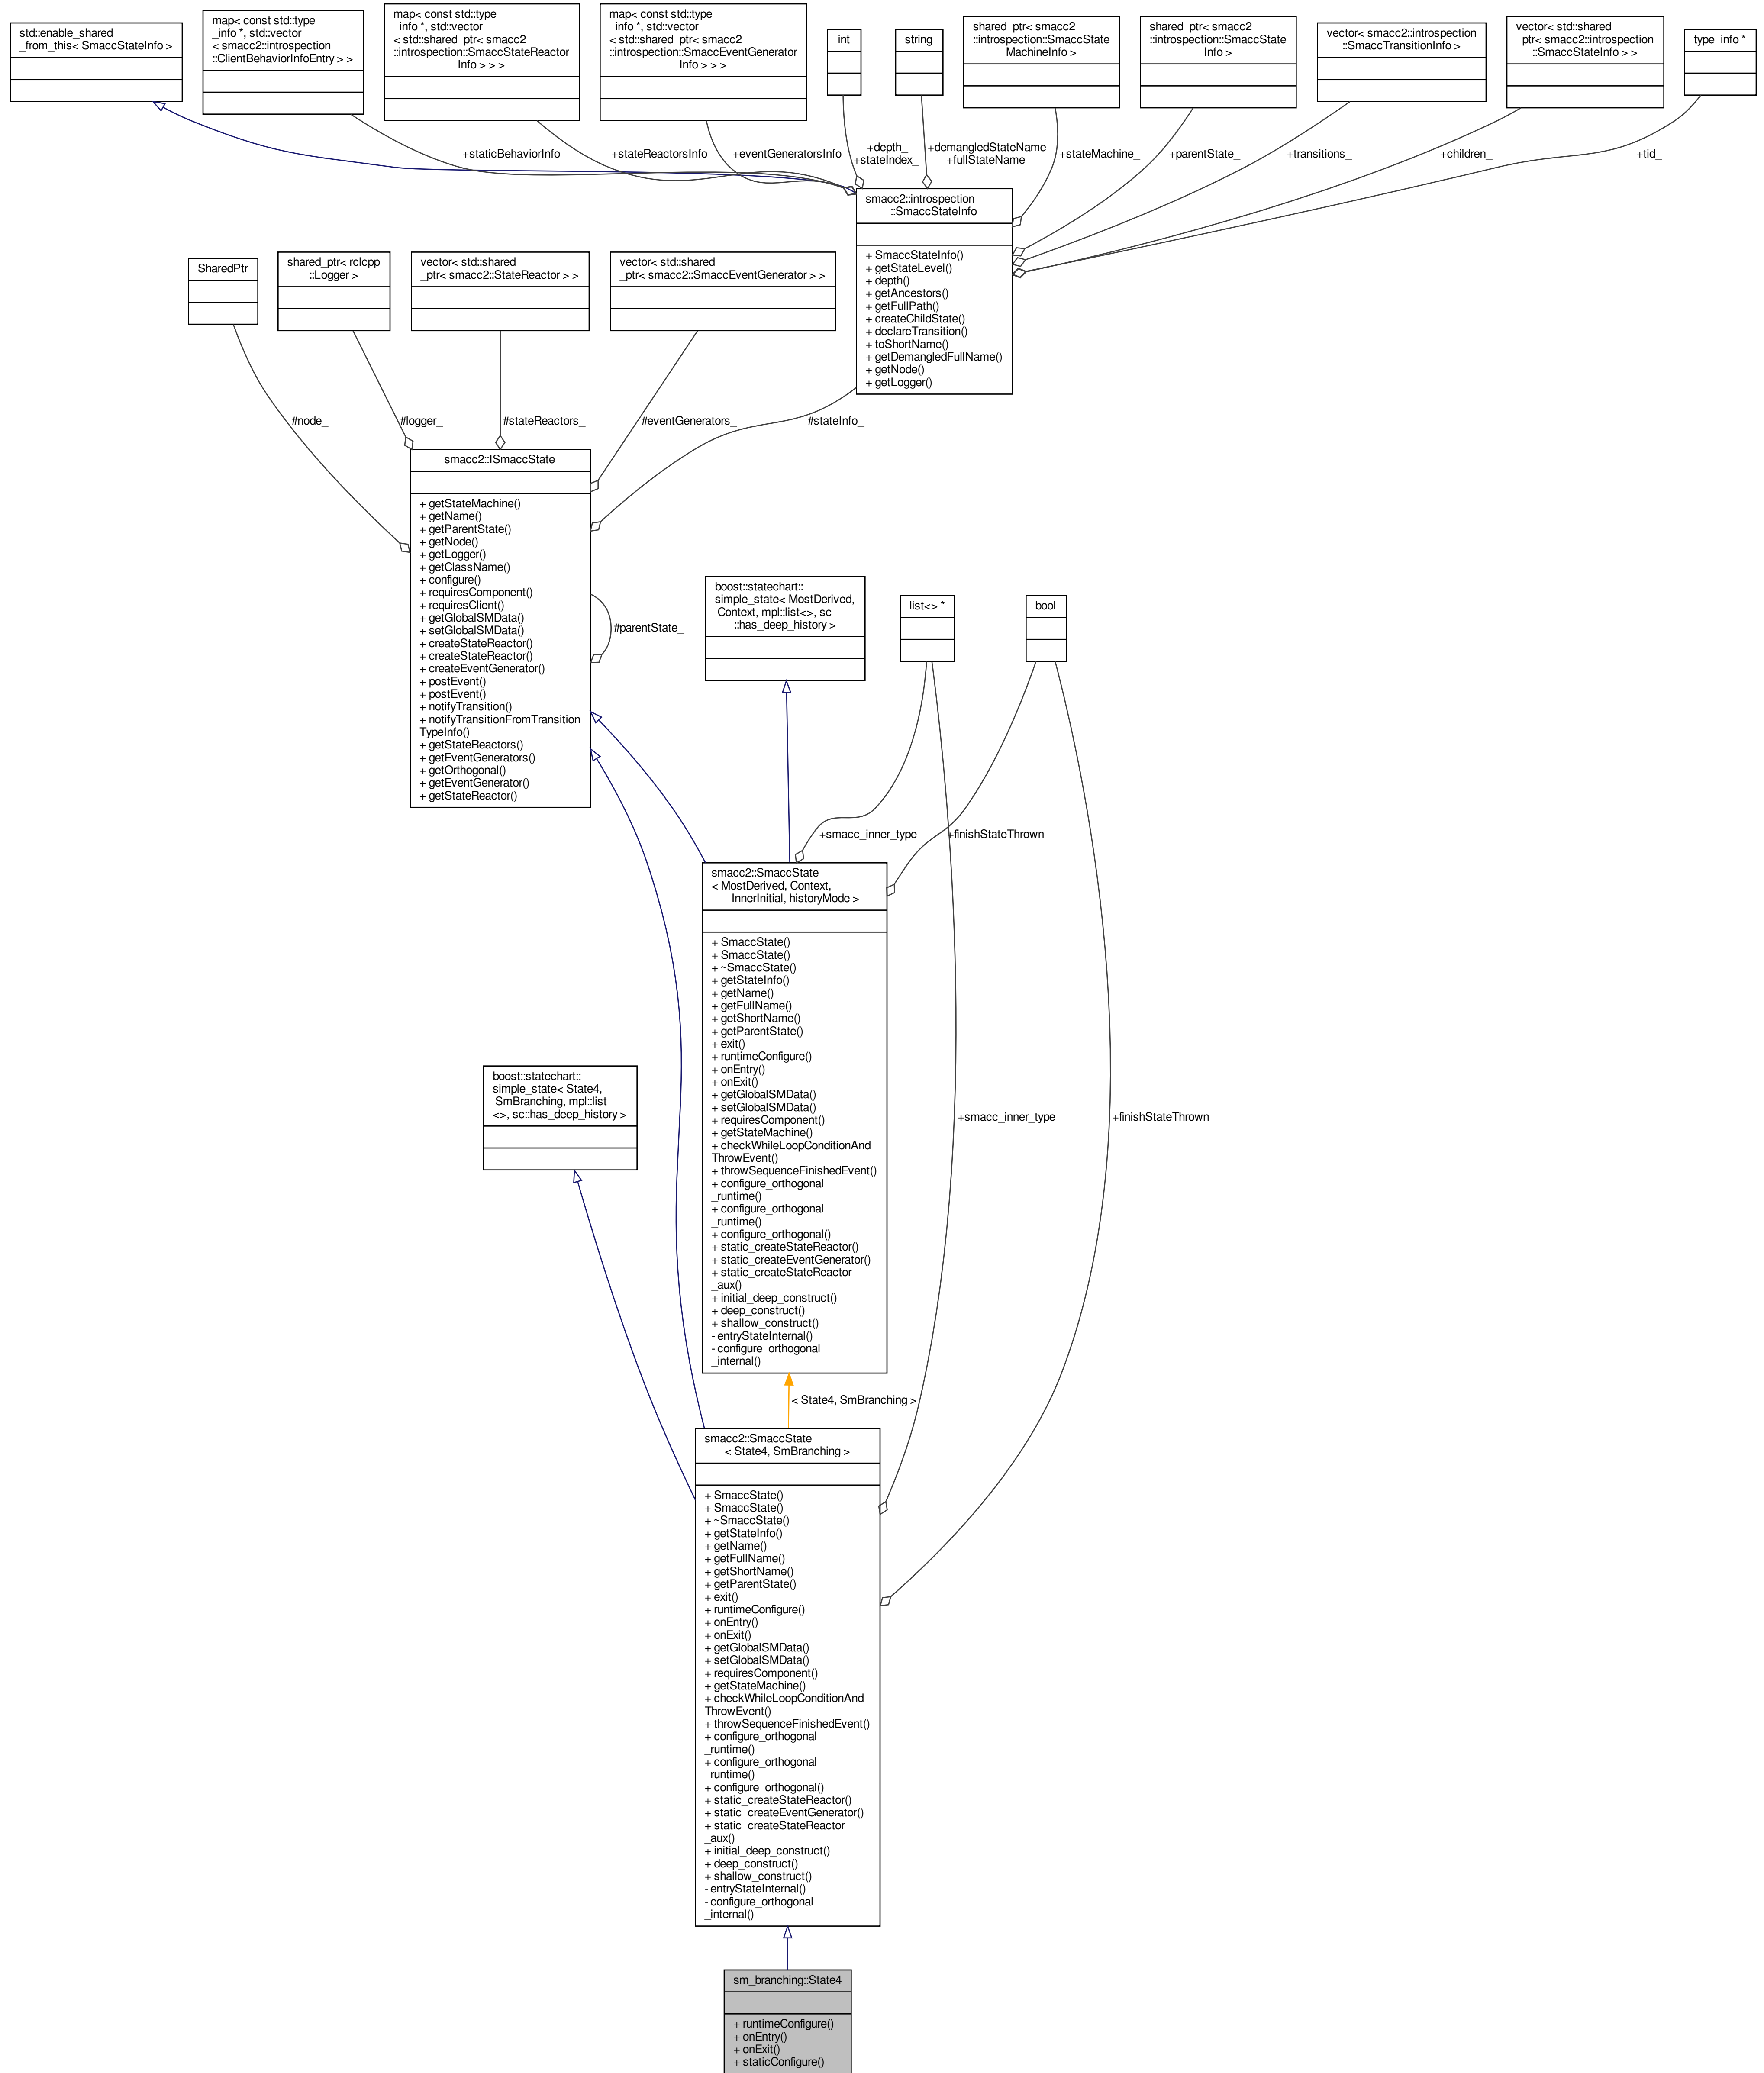 std::enable_shared
_from_this< SmaccStateInfo >
map< const std::type
_info *, std::vector
< smacc2::introspection
::ClientBehaviorInfoEntry > >
map< const std::type
_info *, std::vector
< std::shared_ptr< smacc2
::introspection::SmaccStateReactor
Info > > >
map< const std::type
_info *, std::vector
< std::shared_ptr< smacc2
::introspection::SmaccEventGenerator
Info > > >
int
string
shared_ptr< smacc2
::introspection::SmaccState
MachineInfo >
shared_ptr< smacc2
::introspection::SmaccState
Info >
vector< smacc2::introspection
::SmaccTransitionInfo >
vector< std::shared
_ptr< smacc2::introspection
::SmaccStateInfo > >
type_info *
+staticBehaviorInfo
+stateReactorsInfo
+eventGeneratorsInfo
+depth_
+stateIndex_
+demangledStateName
+fullStateName
+stateMachine_
+parentState_
+transitions_
+children_
+tid_
smacc2::introspection
::SmaccStateInfo
+ SmaccStateInfo()
+ getStateLevel()
+ depth()
+ getAncestors()
+ getFullPath()
+ createChildState()
+ declareTransition()
+ toShortName()
+ getDemangledFullName()
+ getNode()
+ getLogger()
SharedPtr
shared_ptr< rclcpp
::Logger >
vector< std::shared
_ptr< smacc2::StateReactor > >
vector< std::shared
_ptr< smacc2::SmaccEventGenerator > >
#node_
#logger_
#stateReactors_
#eventGenerators_
#stateInfo_
smacc2::ISmaccState
+ getStateMachine()
+ getName()
+ getParentState()
+ getNode()
+ getLogger()
+ getClassName()
+ configure()
+ requiresComponent()
+ requiresClient()
+ getGlobalSMData()
+ setGlobalSMData()
+ createStateReactor()
+ createStateReactor()
+ createEventGenerator()
+ postEvent()
+ postEvent()
+ notifyTransition()
+ notifyTransitionFromTransition
TypeInfo()
+ getStateReactors()
+ getEventGenerators()
+ getOrthogonal()
+ getEventGenerator()
+ getStateReactor()
#parentState_
boost::statechart::
simple_state< MostDerived,
Context, mpl::list<>, sc
::has_deep_history >
list<> *
bool
+smacc_inner_type
+finishStateThrown
smacc2::SmaccState
< MostDerived, Context,
InnerInitial, historyMode >
+ SmaccState()
+ SmaccState()
+ ~SmaccState()
+ getStateInfo()
+ getName()
+ getFullName()
+ getShortName()
+ getParentState()
+ exit()
+ runtimeConfigure()
+ onEntry()
+ onExit()
+ getGlobalSMData()
+ setGlobalSMData()
+ requiresComponent()
+ getStateMachine()
+ checkWhileLoopConditionAnd
ThrowEvent()
+ throwSequenceFinishedEvent()
+ configure_orthogonal
_runtime()
+ configure_orthogonal
_runtime()
+ configure_orthogonal()
+ static_createStateReactor()
+ static_createEventGenerator()
+ static_createStateReactor
_aux()
+ initial_deep_construct()
+ deep_construct()
+ shallow_construct()
- entryStateInternal()
- configure_orthogonal
_internal()
boost::statechart::
simple_state< State4,
SmBranching, mpl::list
<>, sc::has_deep_history >
+smacc_inner_type
+finishStateThrown
< State4, SmBranching >
smacc2::SmaccState
< State4, SmBranching >
+ SmaccState()
+ SmaccState()
+ ~SmaccState()
+ getStateInfo()
+ getName()
+ getFullName()
+ getShortName()
+ getParentState()
+ exit()
+ runtimeConfigure()
+ onEntry()
+ onExit()
+ getGlobalSMData()
+ setGlobalSMData()
+ requiresComponent()
+ getStateMachine()
+ checkWhileLoopConditionAnd
ThrowEvent()
+ throwSequenceFinishedEvent()
+ configure_orthogonal
_runtime()
+ configure_orthogonal
_runtime()
+ configure_orthogonal()
+ static_createStateReactor()
+ static_createEventGenerator()
+ static_createStateReactor
_aux()
+ initial_deep_construct()
+ deep_construct()
+ shallow_construct()
- entryStateInternal()
- configure_orthogonal
_internal()
sm_branching::State4
+ runtimeConfigure()
+ onEntry()
+ onExit()
+ staticConfigure()